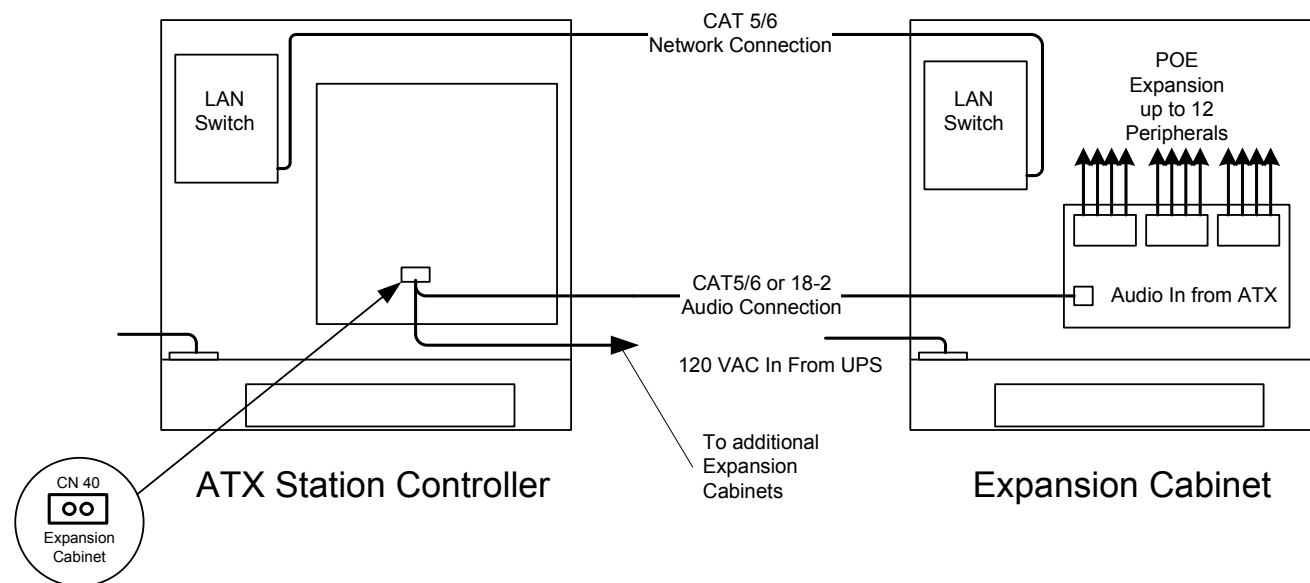 CAT 5/6
Network Connection
LAN
Switch
LAN
Switch
POE
Expansion
up to 12
Peripherals
CAT5/6 or 18-2
Audio Connection
Audio In from ATX
120 VAC In From UPS
To additional
Expansion
Cabinets
ATX Station Controller
Expansion Cabinet
CN 40
Expansion
Cabinet